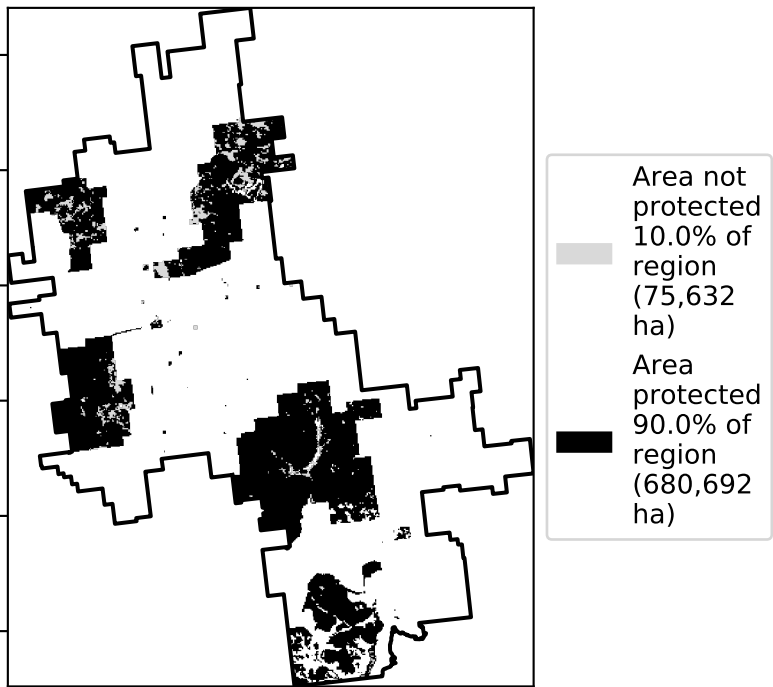 Area not
protected
10.0% of
region
(75,632
ha)
Area
protected
90.0% of
region
(680,692
ha)